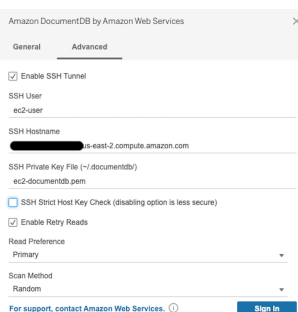 Amazon DocumentDB by Amazon Web Services
General Advanced
Enable SSH Tunnel
SSH User
ec2-user
SSH Hostname
us-east-2.compute.amazon.com
SSH Private Key File (~/.documentdb/)
ec2-documentdb.pem
SSH Strict Host Key Check (disabling option is less secure)
Enable Retry Reads
Read Preference
Primary
Scan Method
Random
For support, contact Amazon Web Services. Sign In